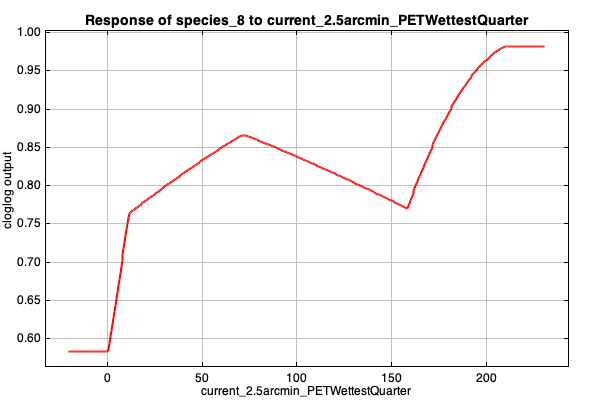 Response of species_8 to current_2.5arcmin_PETWettestQuarter
1.00
0.95
0.90
0.85
0.80
0.75
0.70
0.65
0.60
cloglog output
0 50 100 150 200
current_2.5arcmin_PETWettestQuarter